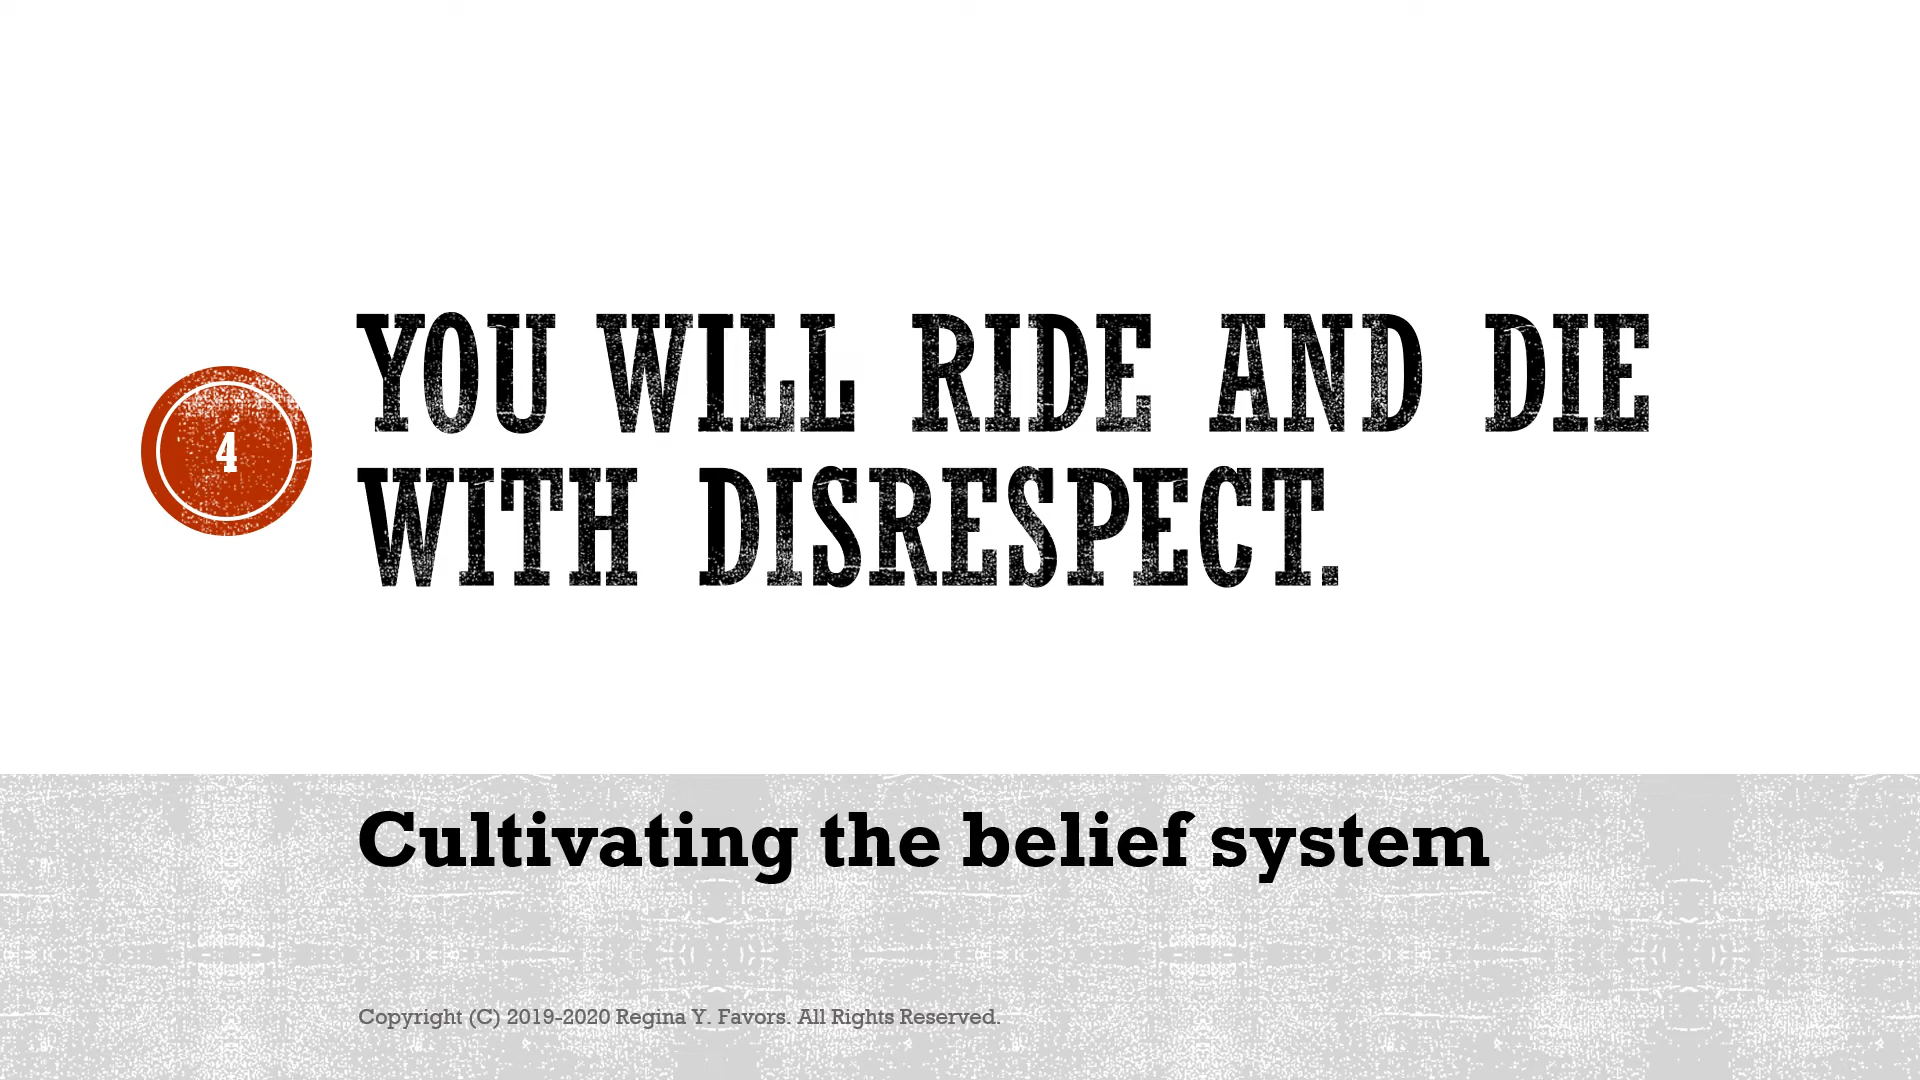 4
YOU WILL RIDE AND DIE
WITH DISRESPECT.
Cultivating the belief system
Copyright (C) 2019-2020 Regina Y. Favors. All Rights Reserved.